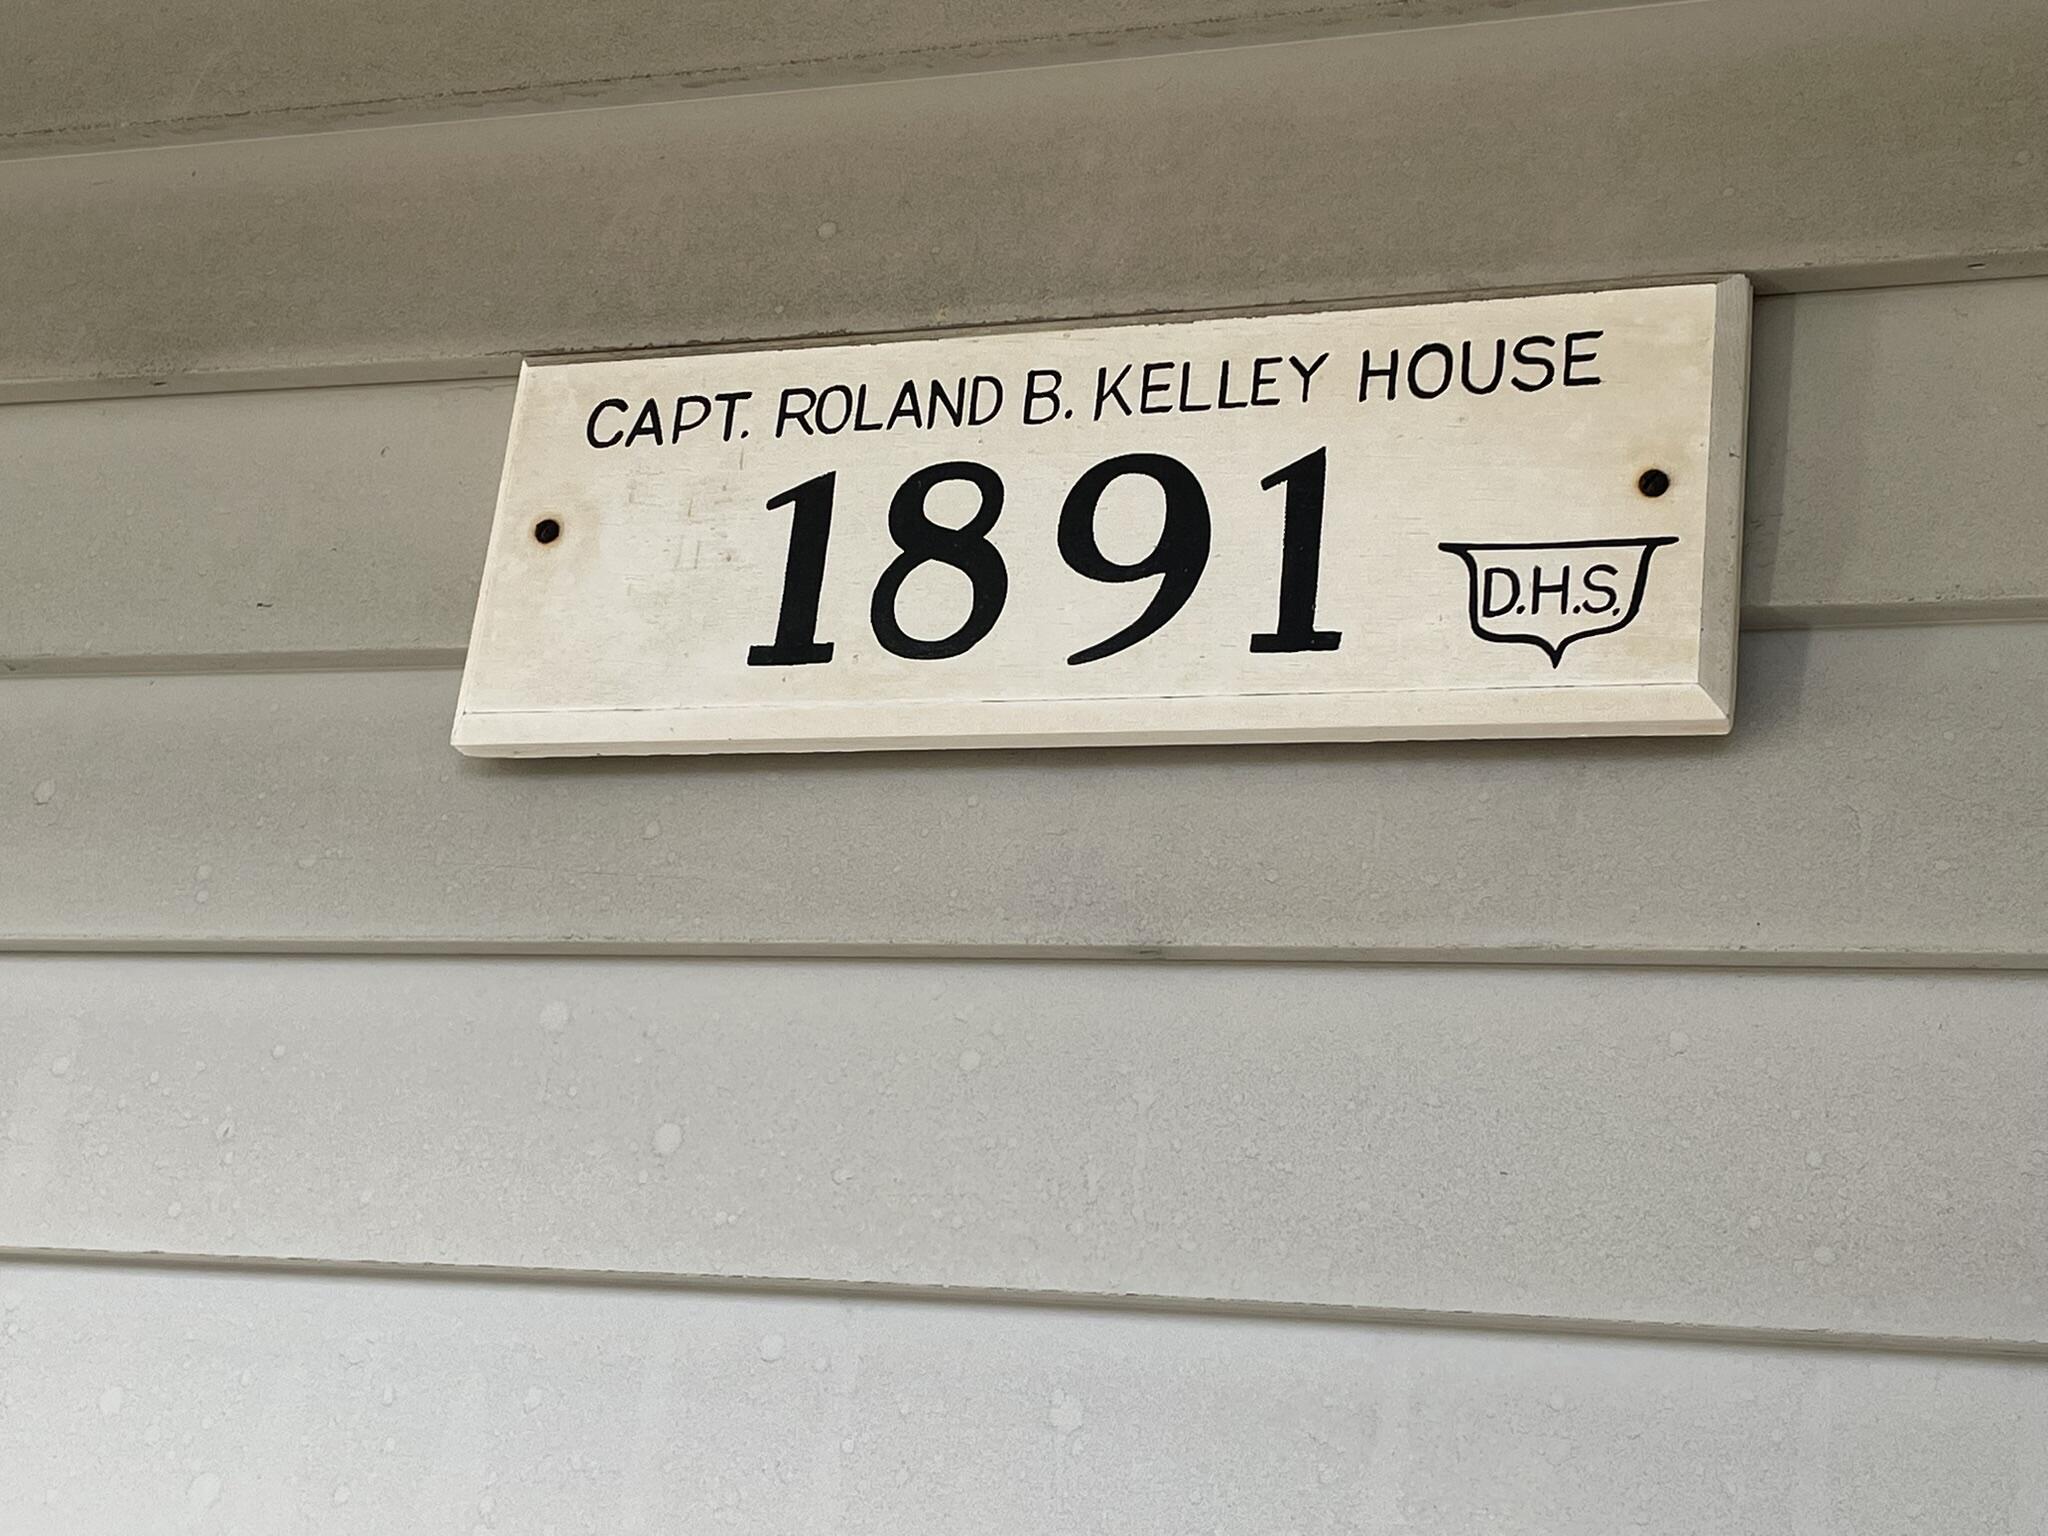 CAPT. ROLAND B. KELLEY HOUSE
1891
D.H.S.